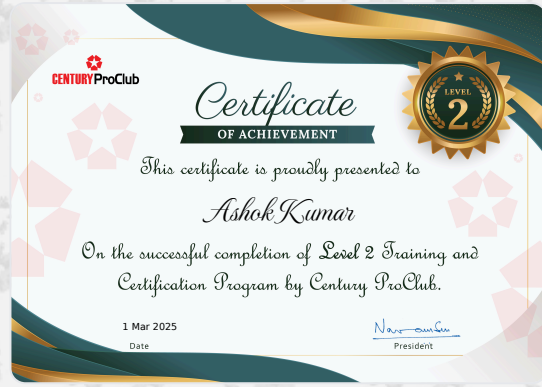 CENTURY ProClub
Certificate
OF ACHIEVEMENT
LEVEL
2
This certificate is proudly presented to
Ashok Kumar
On the successful completion of Level 2 Training and
Certification Program by Century ProClub.
1 Mar 2025
Date
President